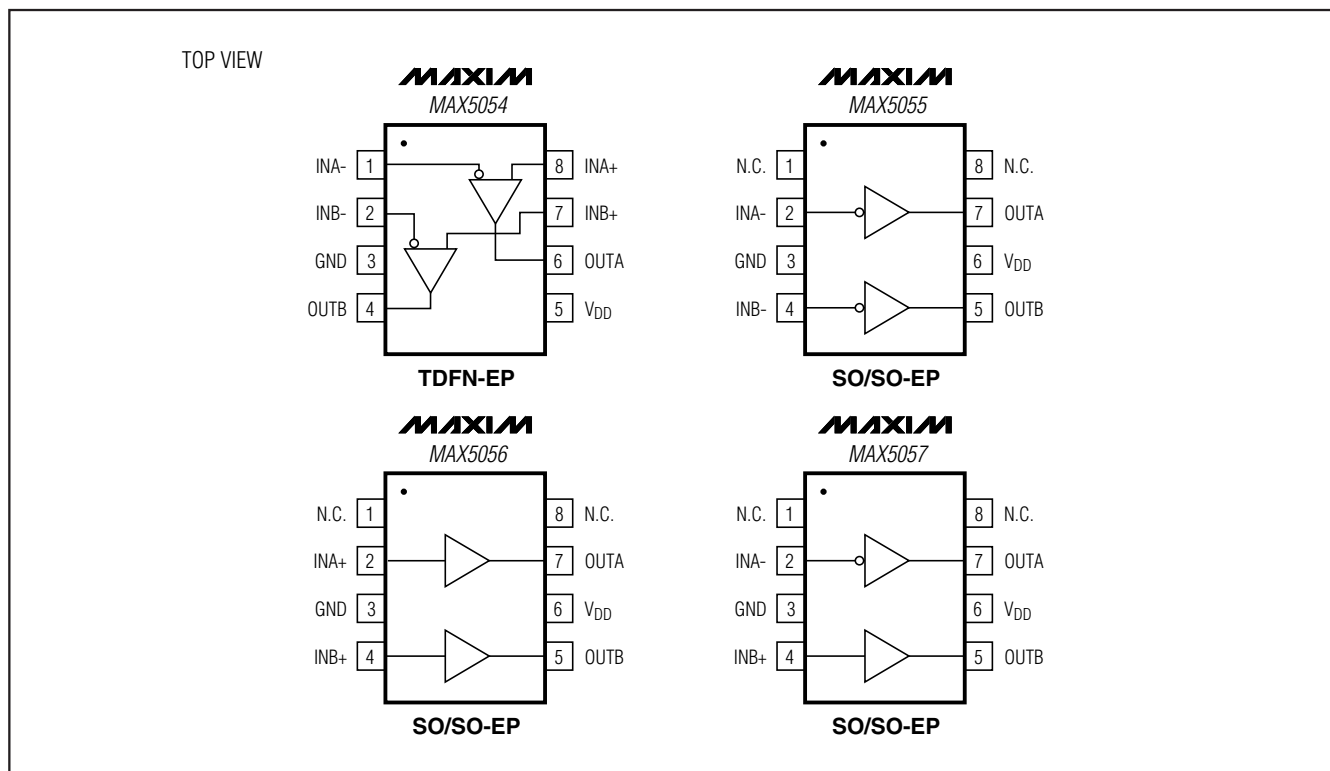 TOP VIEW
MAXIM
MAX5054
INA- 1
INB- 2
GND 3
OUTB 4
8 INA+
7 INB+
6 OUTA
5 VDD
TDFN-EP
MAXIM
MAX5055
N.C. 1
INA- 2
GND 3
INB- 4
8 N.C.
7 OUTA
6 VDD
5 OUTB
SO/SO-EP
MAXIM
MAX5056
N.C. 1
INA+ 2
GND 3
INB+ 4
8 N.C.
7 OUTA
6 VDD
5 OUTB
SO/SO-EP
MAXIM
MAX5057
N.C. 1
INA- 2
GND 3
INB+ 4
8 N.C.
7 OUTA
6 VDD
5 OUTB
SO/SO-EP